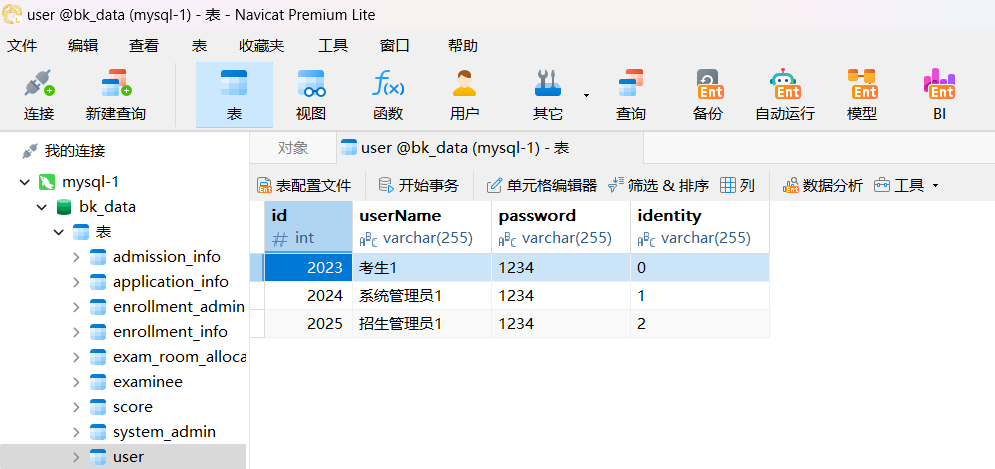 user @bk_data (mysql-1) - 表 - Navicat Premium Lite
文件 编辑 查看 表 收藏夹 工具 窗口 帮助
连接 新建查询 表 视图 函数 用户 其它 查询 备份 自动运行 模型 BI
f(x)
Ent Ent Ent Ent
我的连接
对象 user @bk_data (mysql-1) - 表
mysql-1
bk_data
表
admission_info
application_info
enrollment_admin
enrollment_info
exam_room_alloca
examinee
score
system_admin
user
表配置文件 开始事务 单元格编辑器 筛选 & 排序 列 数据分析 工具
id userName password identity
# int ABC varchar(255) ABC varchar(255) ABC varchar(255)
2023 考生1 1234 0
2024 系统管理员1 1234 1
2025 招生管理员1 1234 2